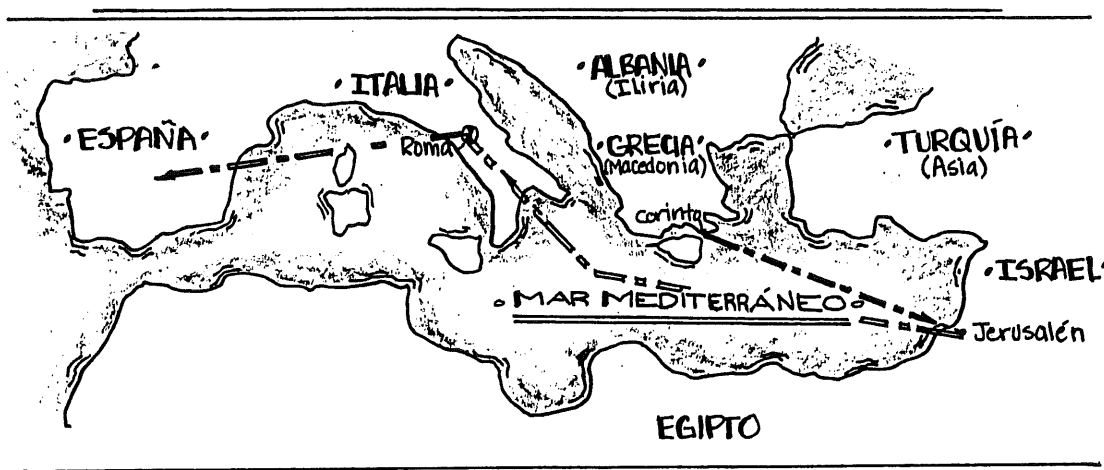 ·ITALIA·
·ALBANIA·
(Iliria)
·ESPAÑA·
Roma
·GRECIA·
(Macedonia)
·TURQUÍA·
(Asia)
Corinto
·ISRAEL·
·MAR MEDITERRÁNEO·
Jerusalén
EGIPTO